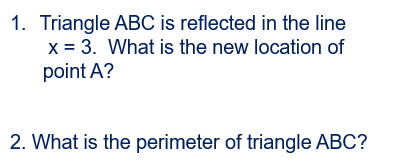 1. Triangle ABC is reflected in the line
x = 3. What is the new location of
point A?
2. What is the perimeter of triangle ABC?